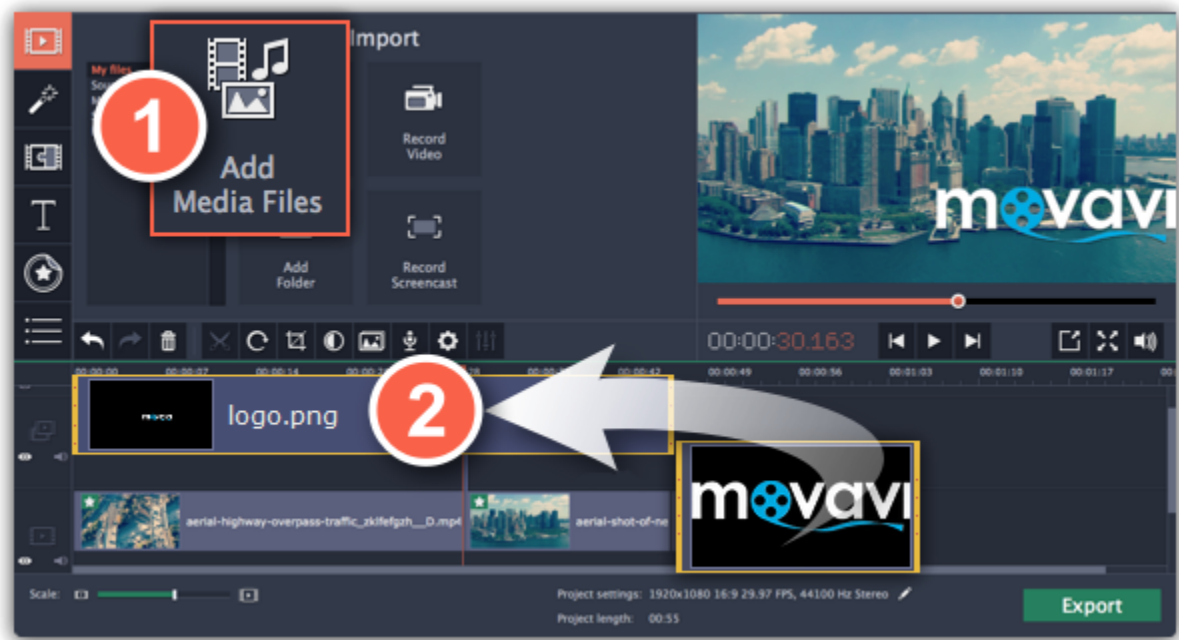 Import
My files
1
Add
Media Files
Record
Video
Add
Folder
Record
Screencast
movavi
T
00:00:30.163
00:00:00
00:00:07
00:00:14
00:00:42
00:00:49
00:00:56
00:01:03
00:01:10
00:01:17
movavi
logo.png
2
movavi
aerial-highway-overpass-traffic_zklfefgzh__D.mp4
aerial-shot-of-ne
Scale:
Project settings: 1920x1080 16:9 29.97 FPS, 44100 Hz Stereo
Project length: 00:55
Export